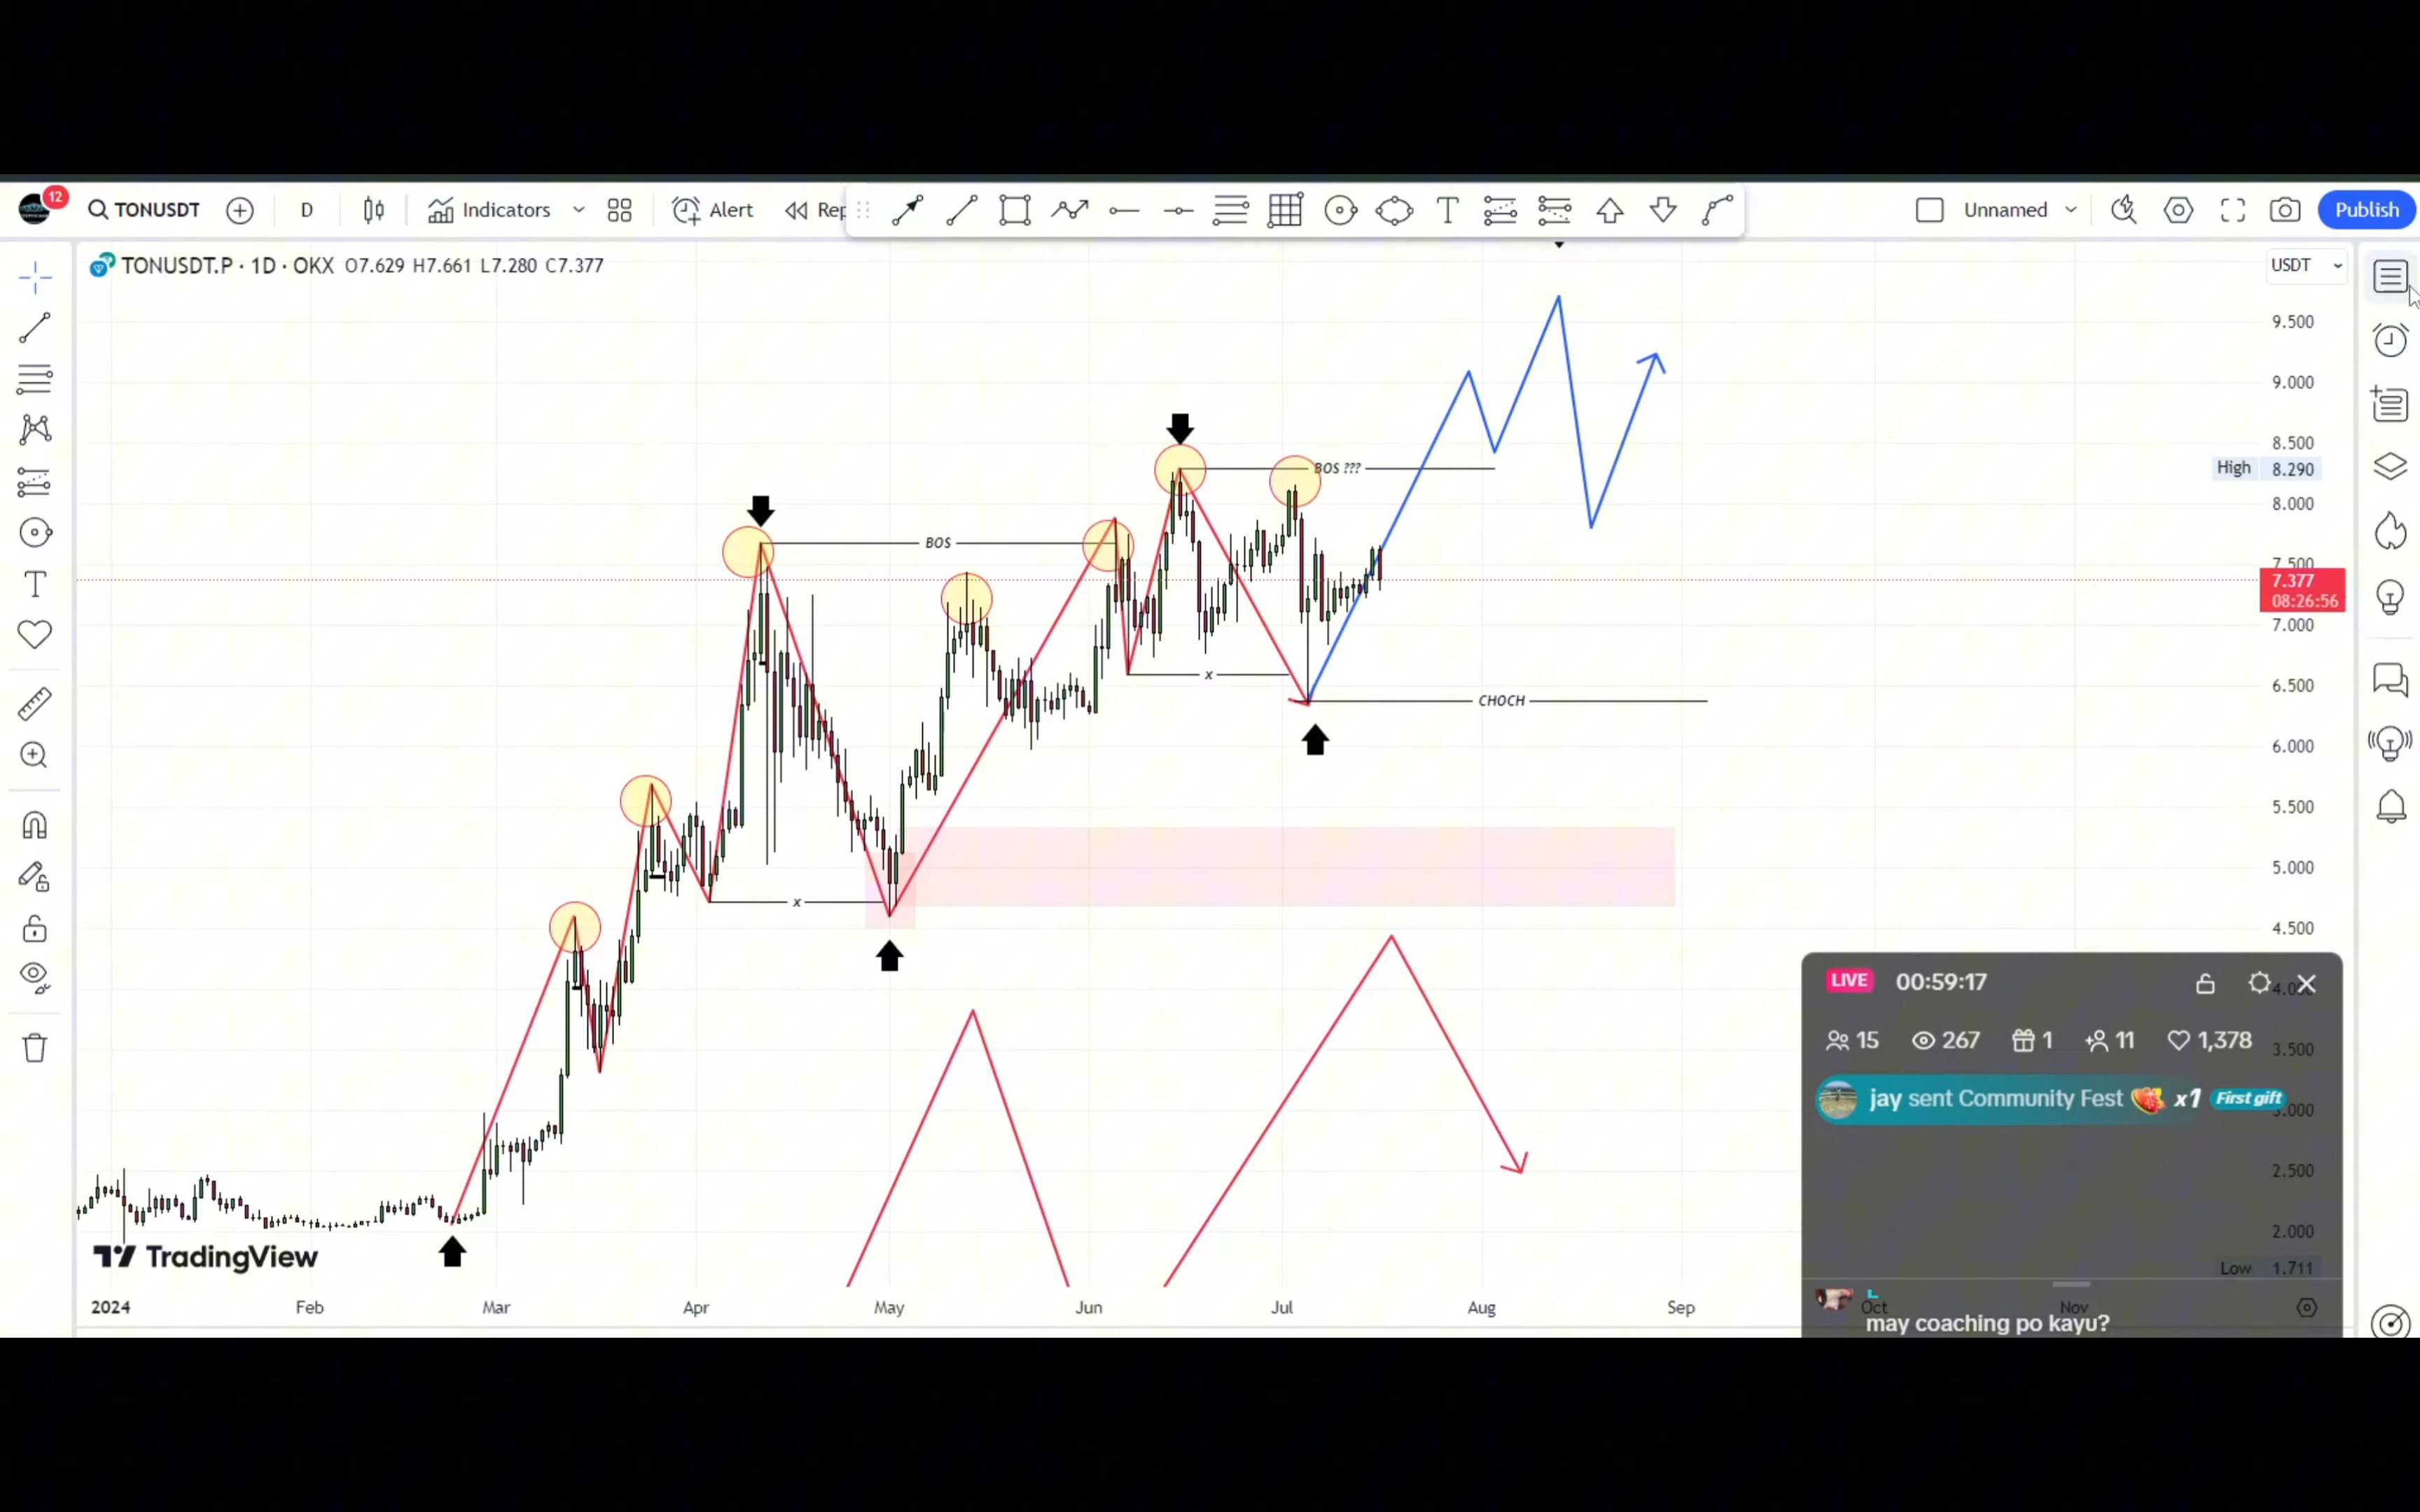 12
TONUSDT
D
Indicators
Alert
Rep
Unnamed
Publish
TONUSDT.P · 1D · OKX O7.629 H7.661 L7.280 C7.377
USDT
9.500
9.000
8.500
High 8.290
8.000
7.500
7.377
08:26:56
7.000
6.500
6.000
5.500
5.000
4.500
4.000
3.500
3.000
2.500
2.000
Low 1.711
BOS ???
BOS
x
CHOCH
x
LIVE 00:59:17
15 267 1 11 1,378
jay sent Community Fest x1 First gift
L
may coaching po kayu?
TradingView
2024 Feb Mar Apr May Jun Jul Aug Sep Oct Nov